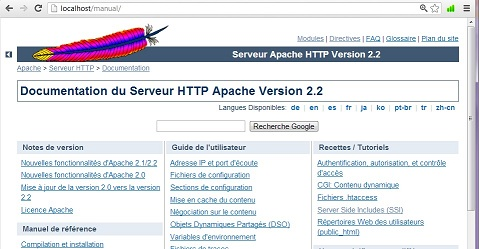 localhost/manual/
Modules | Directives | FAQ | Glossaire | Plan du site
Serveur Apache HTTP Version 2.2
Apache > Serveur HTTP > Documentation
Documentation du Serveur HTTP Apache Version 2.2
Langues Disponibles: de | en | es | fr | ja | ko | pt-br | tr | zh-cn
Recherche Google
Notes de version
Nouvelles fonctionnalités d'Apache 2.1/2.2
Nouvelles fonctionnalités d'Apache 2.0
Mise à jour de la version 2.0 vers la version
2.2
Licence Apache
Manuel de référence
Compilation et installation
Guide de l'utilisateur
Adresse IP et port d'écoute
Fichiers de configuration
Sections de configuration
Mise en cache du contenu
Négociation sur le contenu
Objets Dynamiques Partagés (DSO)
Variables d'environnement
Fichiers de traces
Recettes / Tutoriels
Authentification, autorisation, et contrôle
d'accès
CGI: Contenu dynamique
Fichiers .htaccess
Server Side Includes (SSI)
Répertoires Web des utilisateurs
(public_html)